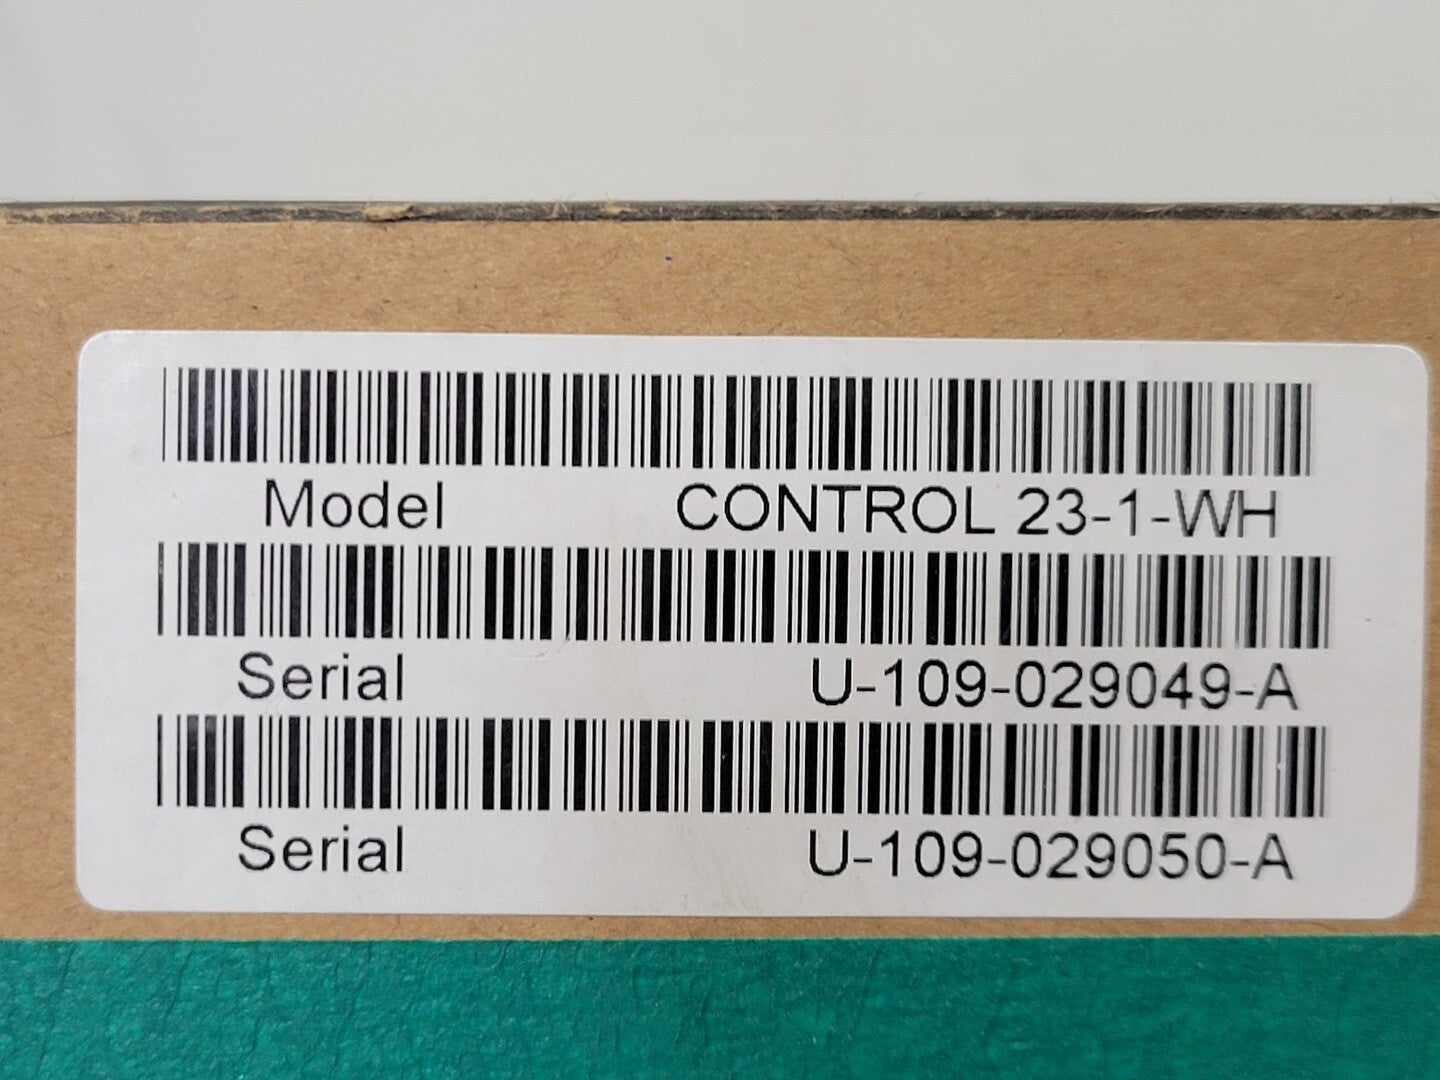 Model CONTROL 23-1-WH
Serial U-109-029049-A
Serial U-109-029050-A